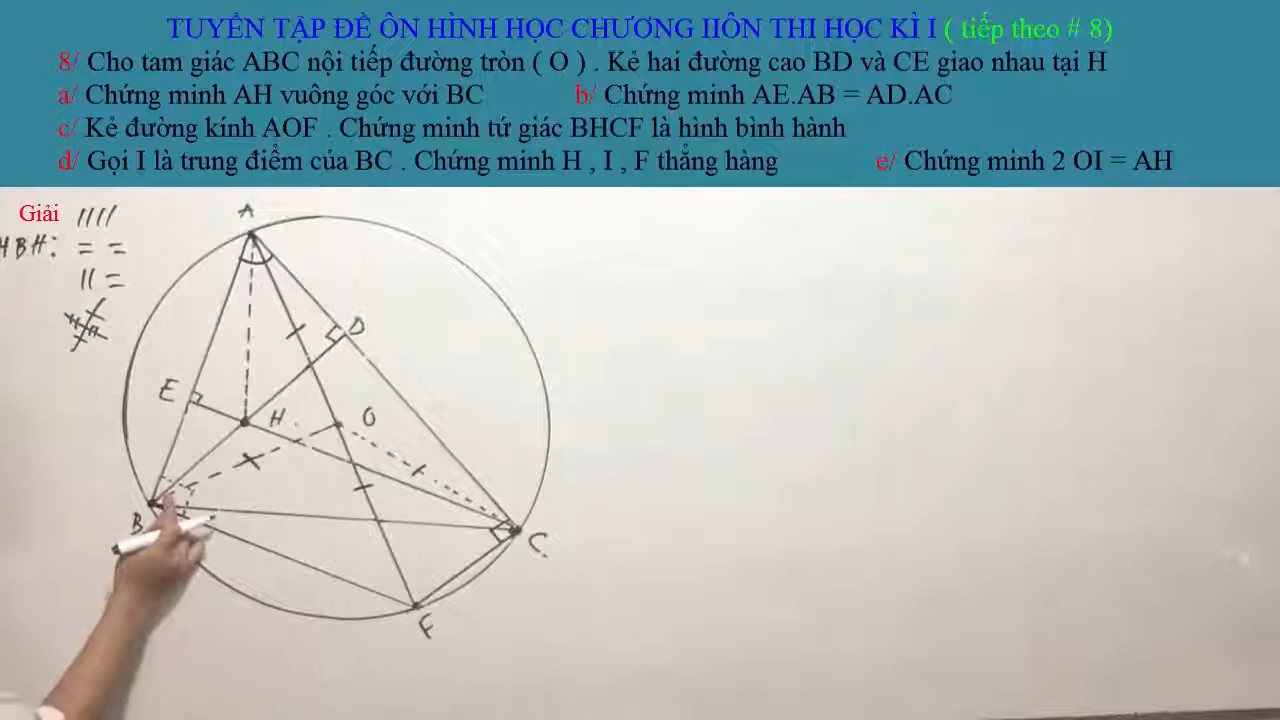 TUYỂN TẬP ĐỀ ÔN HÌNH HỌC CHƯƠNG IIÔN THI HỌC KÌ I ( tiếp theo # 8)
8/ Cho tam giác ABC nội tiếp đường tròn ( O ) . Kẻ hai đường cao BD và CE giao nhau tại H
a/ Chứng minh AH vuông góc với BC b/ Chứng minh AE.AB = AD.AC
c/ Kẻ đường kính AOF . Chứng minh tứ giác BHCF là hình bình hành
d/ Gọi I là trung điểm của BC . Chứng minh H , I , F thẳng hàng e/ Chứng minh 2 OI = AH
Giải ////
HBH: = =
// =
A
D
E
H
O
B
C
F